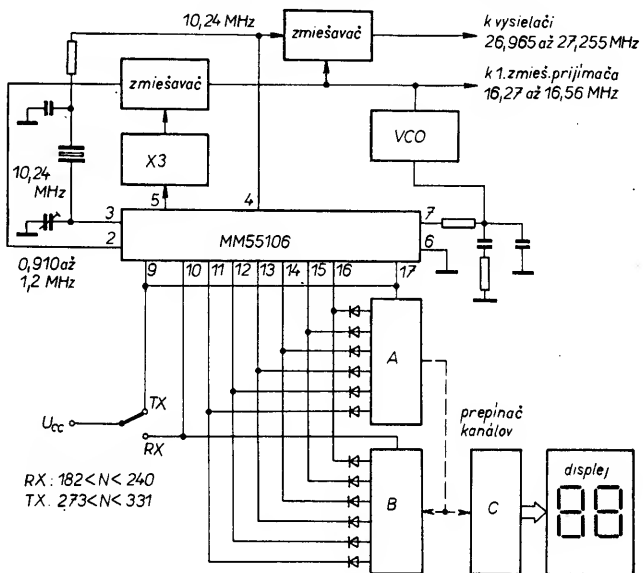 10,24 MHz
zmiešavač
k vysielači
26,965 až 27,255 MHz
zmiešavač
k 1. zmieš. prijímača
16,27 až 16,56 MHz
X3
VCO
10,24
MHz
5
4
3
2
MM55106
7
6
0,910 až
1,2 MHz
9
10
11
12
13
14
15
16
17
A
TX
Ucc
RX
prepínač
kanálov
RX: 182<N<240
TX: 273<N<331
B
C
displej
88